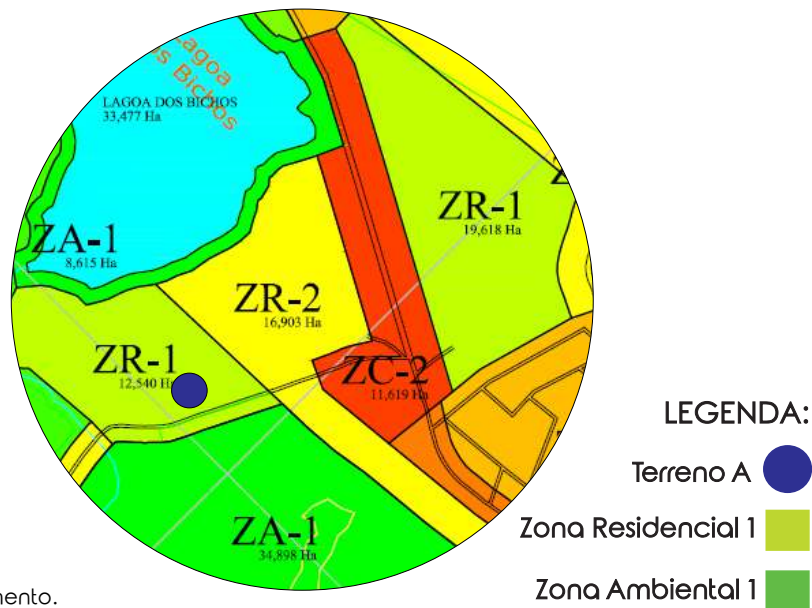 Lagoa
os Bichos
LAGOA DOS BICHOS
33,477 Ha
ZR-1
19,618 Ha
ZA-1
8,615 Ha
ZR-2
16,903 Ha
ZR-1
12,540 Ha
ZC-2
11,619 Ha
ZA-1
34,898 Ha
LEGENDA:
Terreno A
Zona Residencial 1
Zona Ambiental 1
mento.